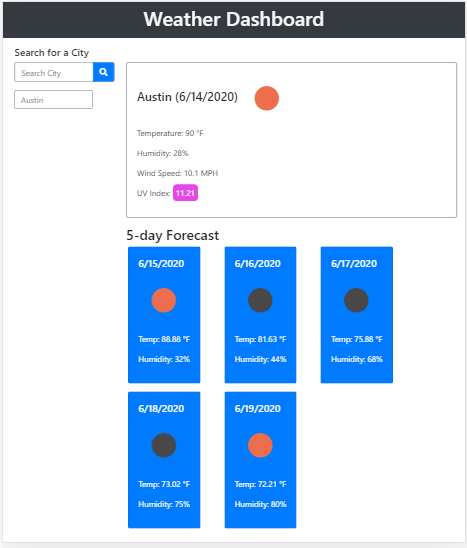 Weather Dashboard
Search for a City
Search City
Austin
Austin (6/14/2020)
Temperature: 90 °F
Humidity: 28%
Wind Speed: 10.1 MPH
UV Index: 11.21
5-day Forecast
6/15/2020
Temp: 88.88 °F
Humidity: 32%
6/16/2020
Temp: 81.63 °F
Humidity: 44%
6/17/2020
Temp: 75.88 °F
Humidity: 68%
6/18/2020
Temp: 73.02 °F
Humidity: 75%
6/19/2020
Temp: 72.21 °F
Humidity: 80%